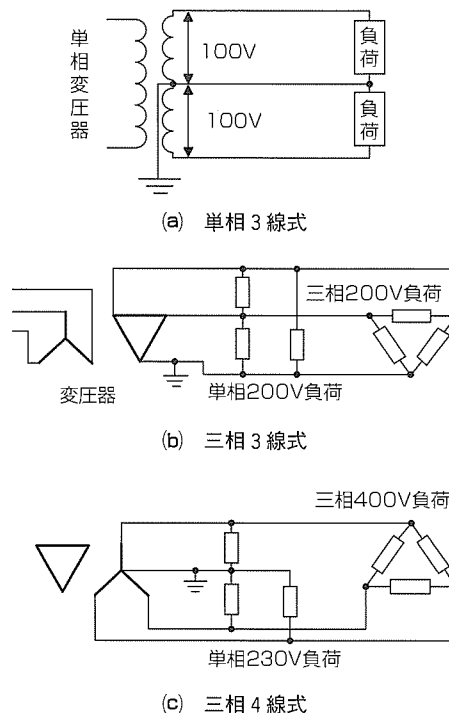 単相変圧器
100V
負荷
100V
負荷
(a) 単相3線式
三相200V負荷
変圧器
単相200V負荷
(b) 三相3線式
三相400V負荷
単相230V負荷
(c) 三相4線式